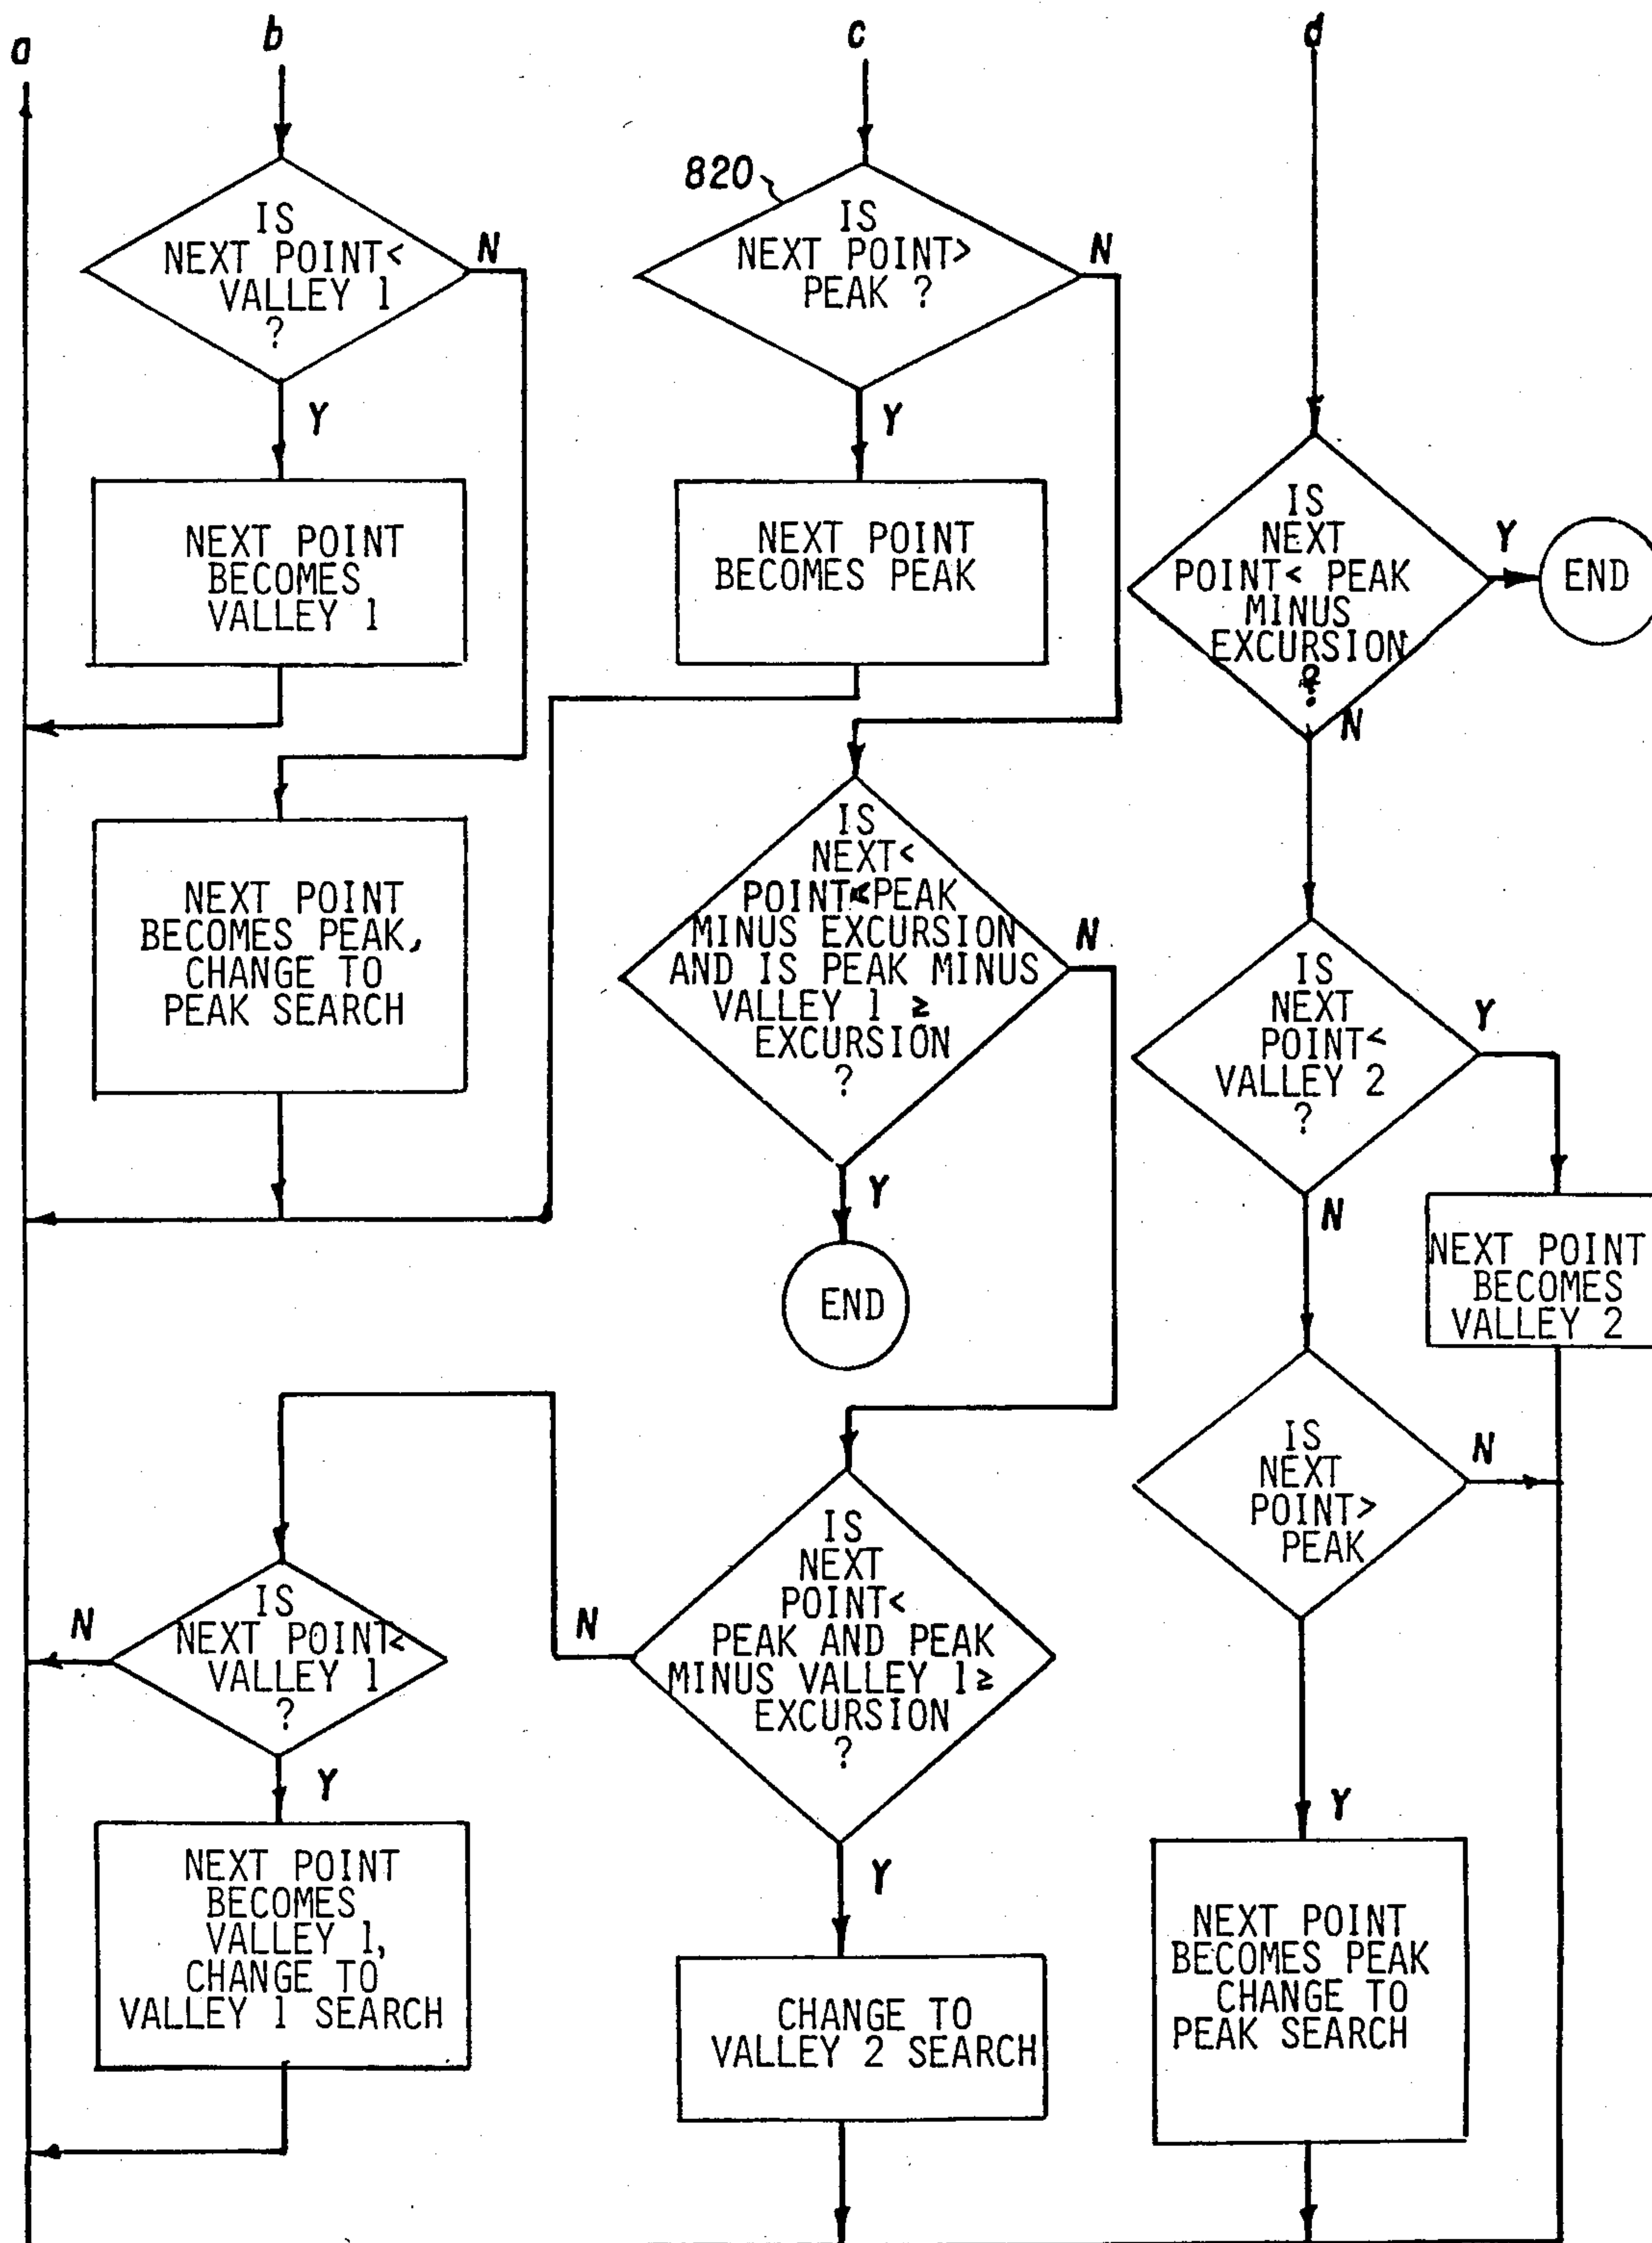 a
b
c
d
820
IS
NEXT POINT<
VALLEY 1
?
N
Y
NEXT POINT
BECOMES
VALLEY 1
NEXT POINT
BECOMES PEAK,
CHANGE TO
PEAK SEARCH
IS
NEXT POINT>
PEAK ?
N
Y
NEXT POINT
BECOMES PEAK
IS
NEXT<
POINT<PEAK
MINUS EXCURSION
AND IS PEAK MINUS
VALLEY 1 ≥
EXCURSION
?
N
Y
END
IS
NEXT
POINT<
PEAK AND PEAK
MINUS VALLEY 1≥
EXCURSION
?
N
Y
CHANGE TO
VALLEY 2 SEARCH
IS
NEXT POINT<
VALLEY 1
?
N
Y
NEXT POINT
BECOMES
VALLEY 1,
CHANGE TO
VALLEY 1 SEARCH
IS
NEXT
POINT< PEAK
MINUS
EXCURSION
?
Y
END
N
IS
NEXT
POINT<
VALLEY 2
?
Y
N
NEXT POINT
BECOMES
VALLEY 2
IS
NEXT
POINT>
PEAK
N
Y
NEXT POINT
BECOMES PEAK
CHANGE TO
PEAK SEARCH